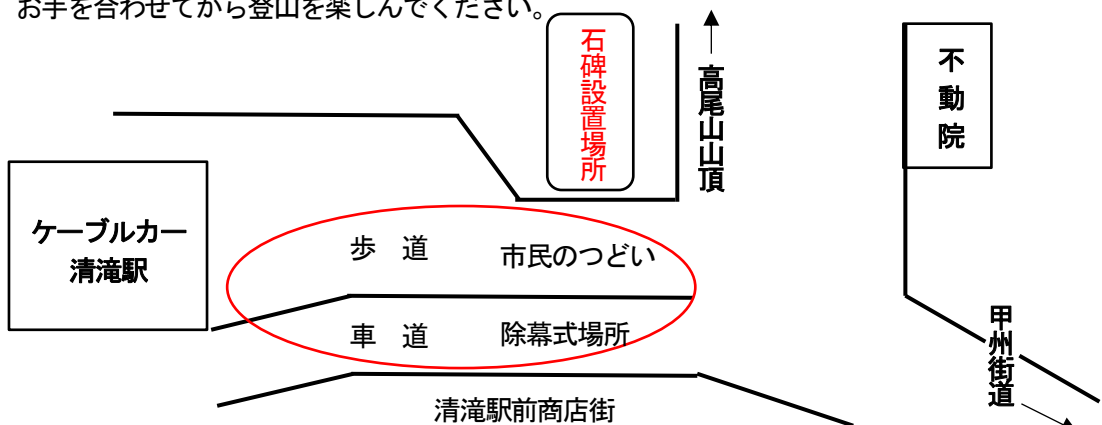 お手を合わせてから登山を楽しんでください。
石碑設置場所
高尾山山頂
不動院
ケーブルカー
清滝駅
歩　道　　　市民のつどい
車　道　　　除幕式場所
甲州街道
清滝駅前商店街